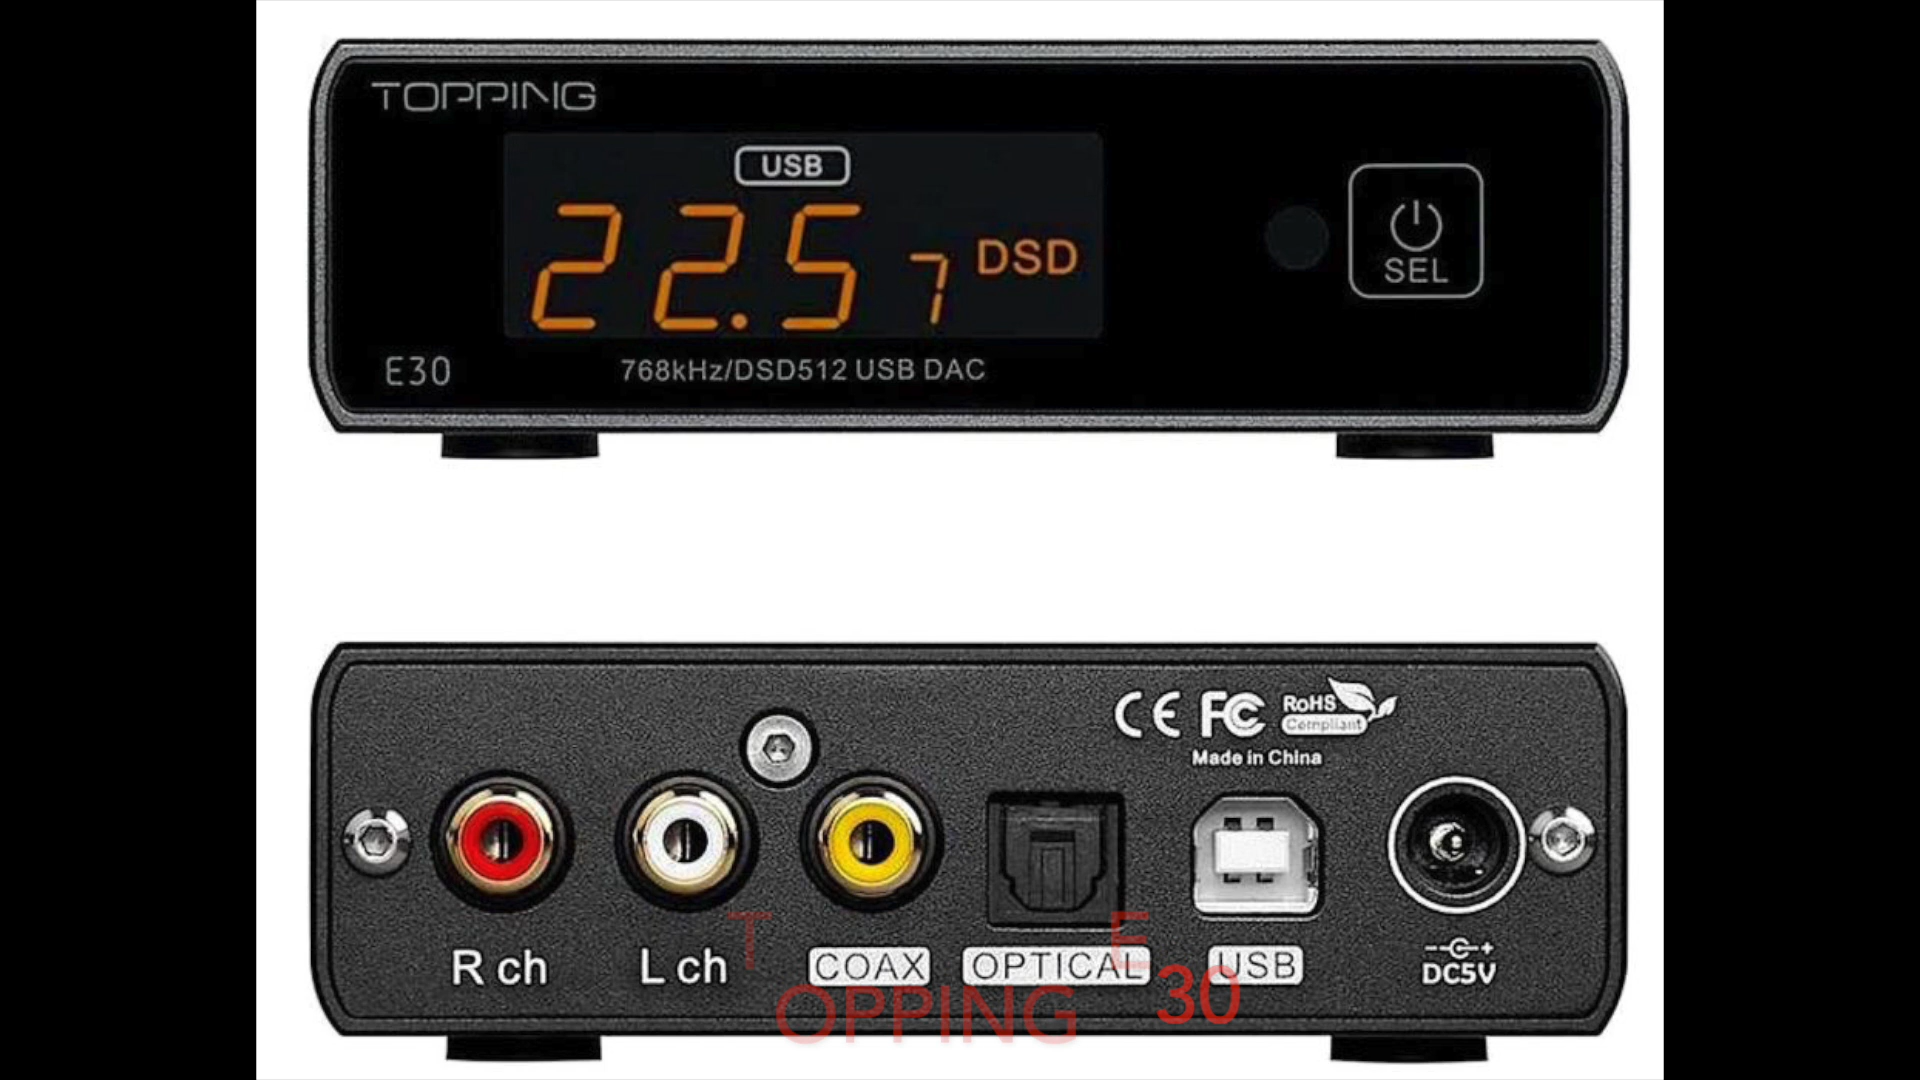 TOPPING
USB
22.5 7 DSD
SEL
E30
768kHz/DSD512 USB DAC
CE FC RoHS
Compliant
Made in China
R ch
L ch
COAX
OPTICAL
USB
DC5V
TOPPING E30